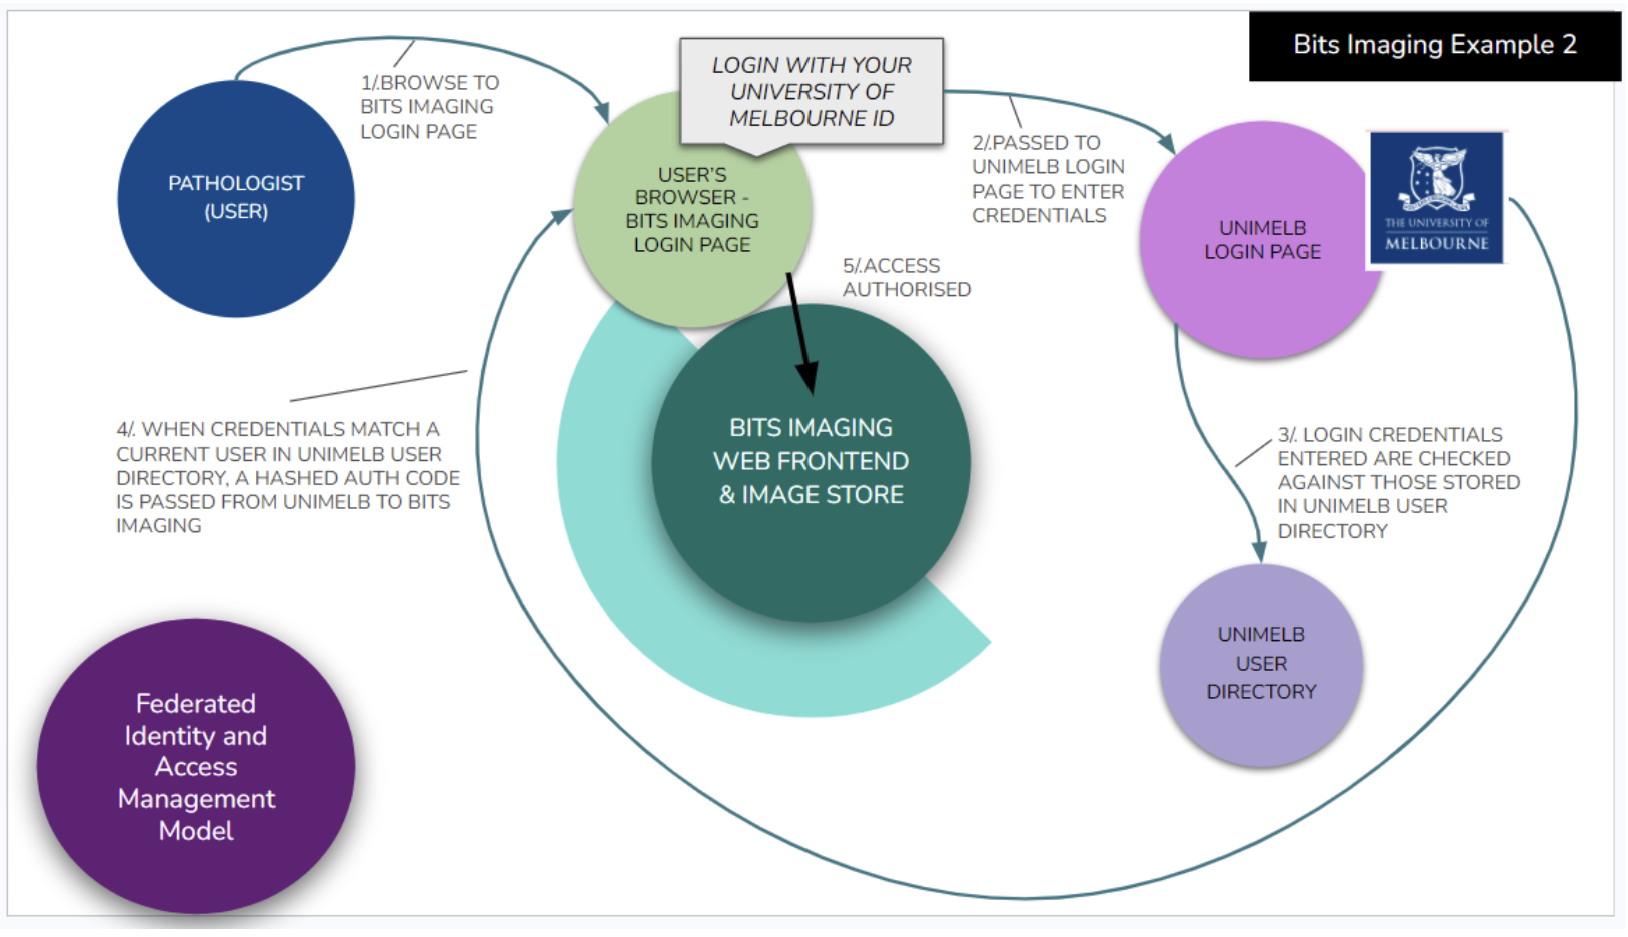 Bits Imaging Example 2
LOGIN WITH YOUR
UNIVERSITY OF
MELBOURNE ID
1/.BROWSE TO
BITS IMAGING
LOGIN PAGE
PATHOLOGIST
(USER)
USER'S
BROWSER -
BITS IMAGING
LOGIN PAGE
2/.PASSED TO
UNIMELB LOGIN
PAGE TO ENTER
CREDENTIALS
UNIMELB
LOGIN PAGE
THE UNIVERSITY OF
MELBOURNE
5/.ACCESS
AUTHORISED
BITS IMAGING
WEB FRONTEND
& IMAGE STORE
4/. WHEN CREDENTIALS MATCH A
CURRENT USER IN UNIMELB USER
DIRECTORY, A HASHED AUTH CODE
IS PASSED FROM UNIMELB TO BITS
IMAGING
3/. LOGIN CREDENTIALS
ENTERED ARE CHECKED
AGAINST THOSE STORED
IN UNIMELB USER
DIRECTORY
UNIMELB
USER
DIRECTORY
Federated
Identity and
Access
Management
Model